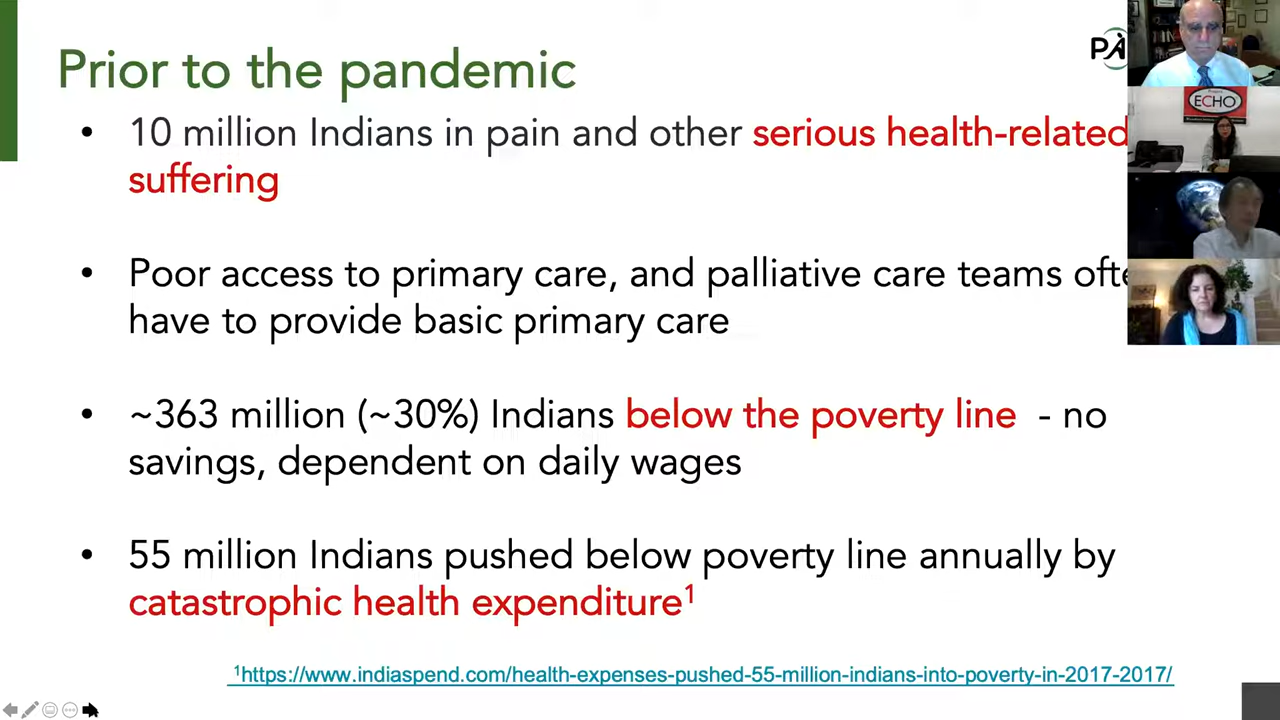 Prior to the pandemic
PA
ECHO
• 10 million Indians in pain and other serious health-related
suffering
• Poor access to primary care, and palliative care teams ofte
have to provide basic primary care
• ~363 million (~30%) Indians below the poverty line - no
savings, dependent on daily wages
• 55 million Indians pushed below poverty line annually by
catastrophic health expenditure¹
¹https://www.indiaspend.com/health-expenses-pushed-55-million-indians-into-poverty-in-2017-2017/